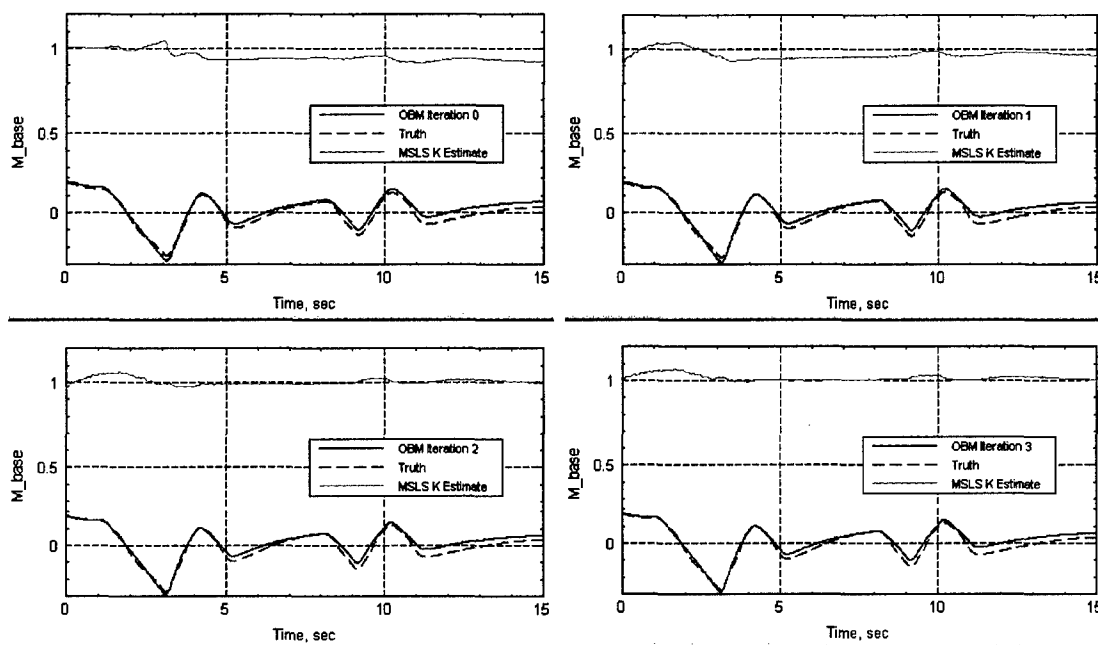 1
0.5
0
M_base
OBM Iteration 0
Truth
MSLS K Estimate
0 5 10 15
Time, sec
1
0.5
0
M_base
OBM Iteration 1
Truth
MSLS K Estimate
0 5 10 15
Time, sec
1
0.5
0
M_base
OBM Iteration 2
Truth
MSLS K Estimate
0 5 10 15
Time, sec
1
0.5
0
M_base
OBM Iteration 3
Truth
MSLS K Estimate
0 5 10 15
Time, sec